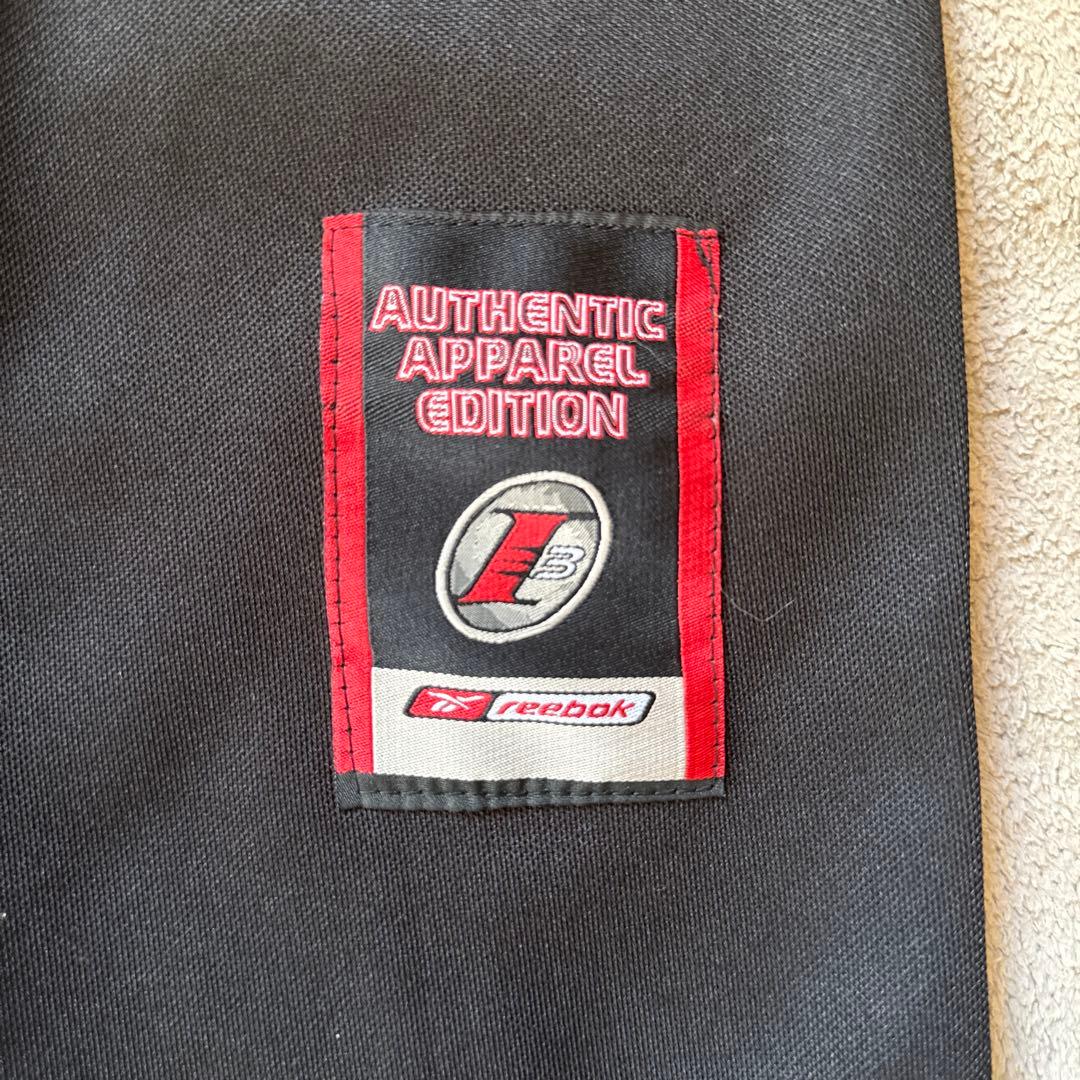 AUTHENTIC
APPAREL
EDITION
I3
reebok